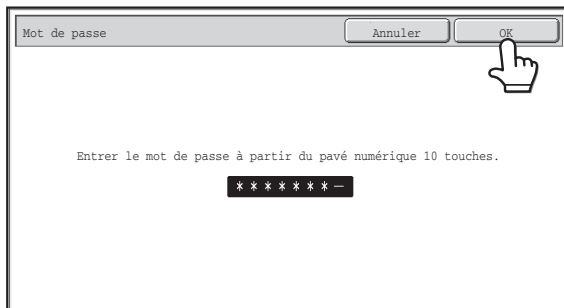 Mot de passe
Annuler
OK
Entrer le mot de passe à partir du pavé numérique 10 touches.
*******—